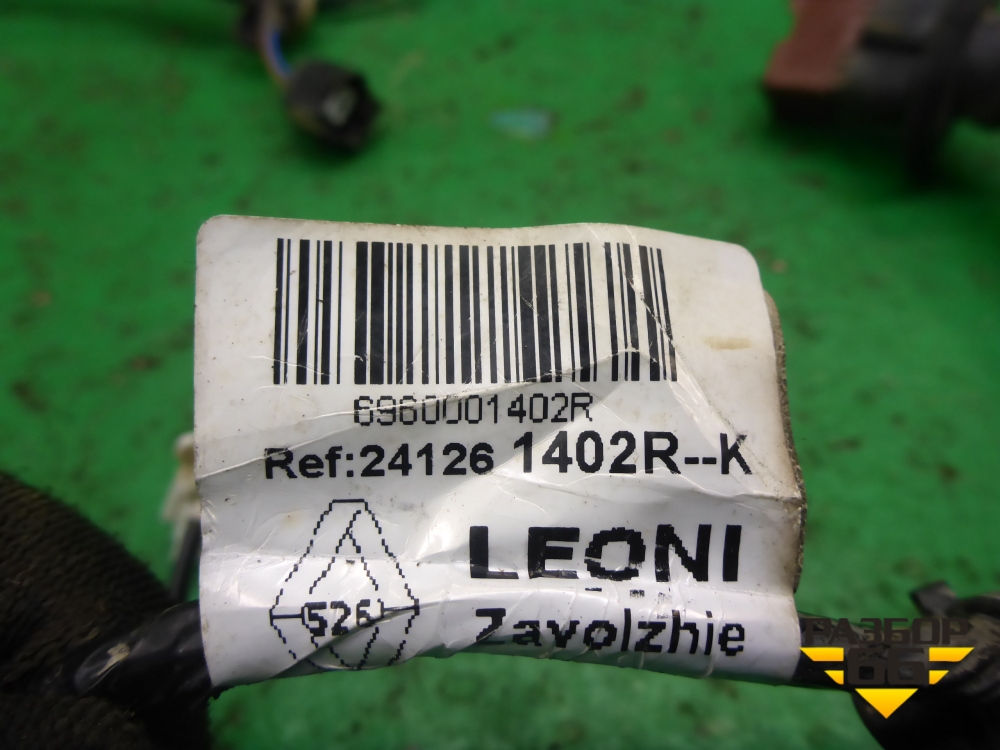 6960001402R
Ref:24126 1402R--K
LEONI
526
Zavolzhie
РАЗБОР
66